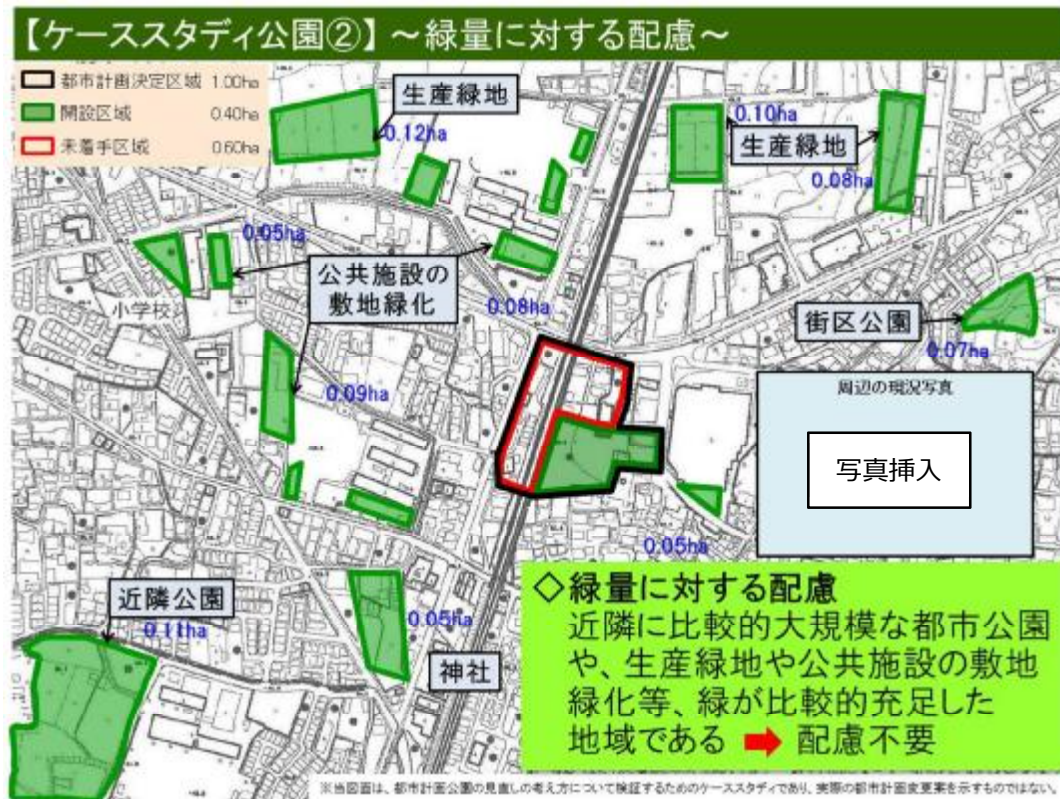 【ケーススタディ公園②】～緑量に対する配慮～
都市計画決定区域 1.00ha
開設区域 0.40ha
未着手区域 0.60ha
生産緑地
0.12ha
0.10ha
生産緑地
0.08ha
0.05ha
公共施設の
敷地緑化
小学校
0.08ha
街区公園
0.07ha
0.09ha
周辺の現況写真
写真挿入
0.05ha
近隣公園
0.11ha
0.05ha
神社
◇緑量に対する配慮
近隣に比較的大規模な都市公園
や、生産緑地や公共施設の敷地
緑化等、緑が比較的充足した
地域である ➡ 配慮不要
※当図面は、都市計画公園の見直しの考え方について検証するためのケーススタディであり、実際の都市計画変更案を示すものではない。